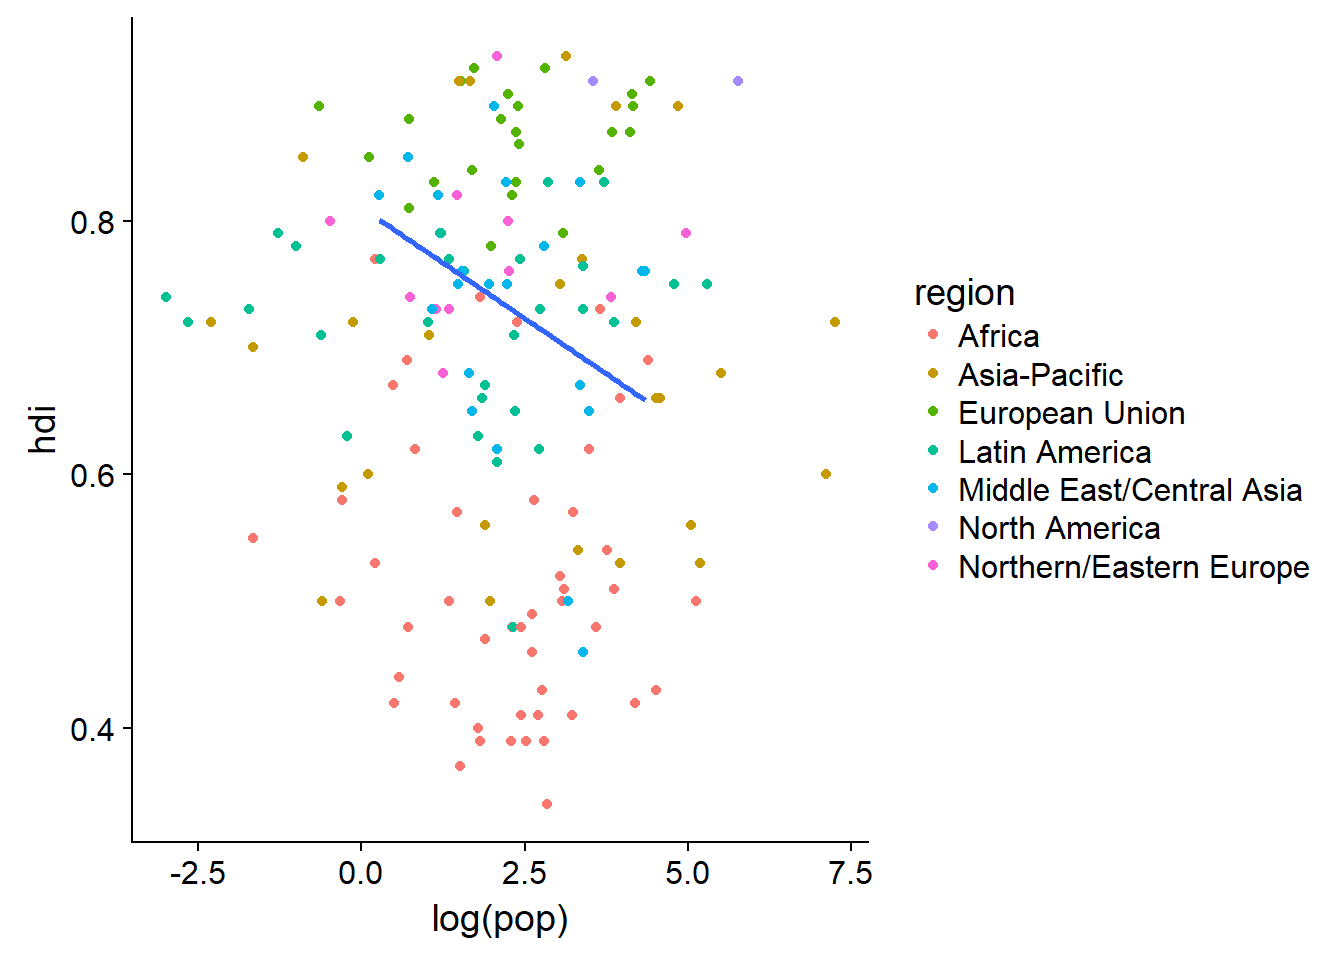 hdi
0.8
0.6
0.4
-2.5 0.0 2.5 5.0 7.5
log(pop)
region
Africa
Asia-Pacific
European Union
Latin America
Middle East/Central Asia
North America
Northern/Eastern Europe